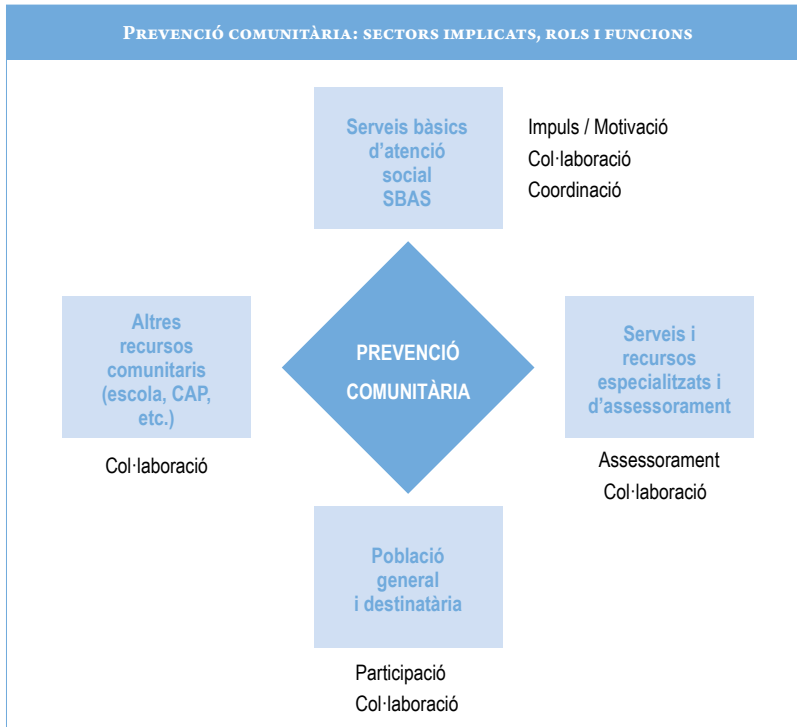 Prevenció comunitària: sectors implicats, rols i funcions
Serveis bàsics
d'atenció
social
SBAS
Impuls / Motivació
Col·laboració
Coordinació
Altres
recursos
comunitaris
(escola, CAP,
etc.)
Col·laboració
PREVENCIÓ
COMUNITÀRIA
Serveis i
recursos
especialitzats i
d'assessorament
Assessorament
Col·laboració
Població
general
i destinatària
Participació
Col·laboració